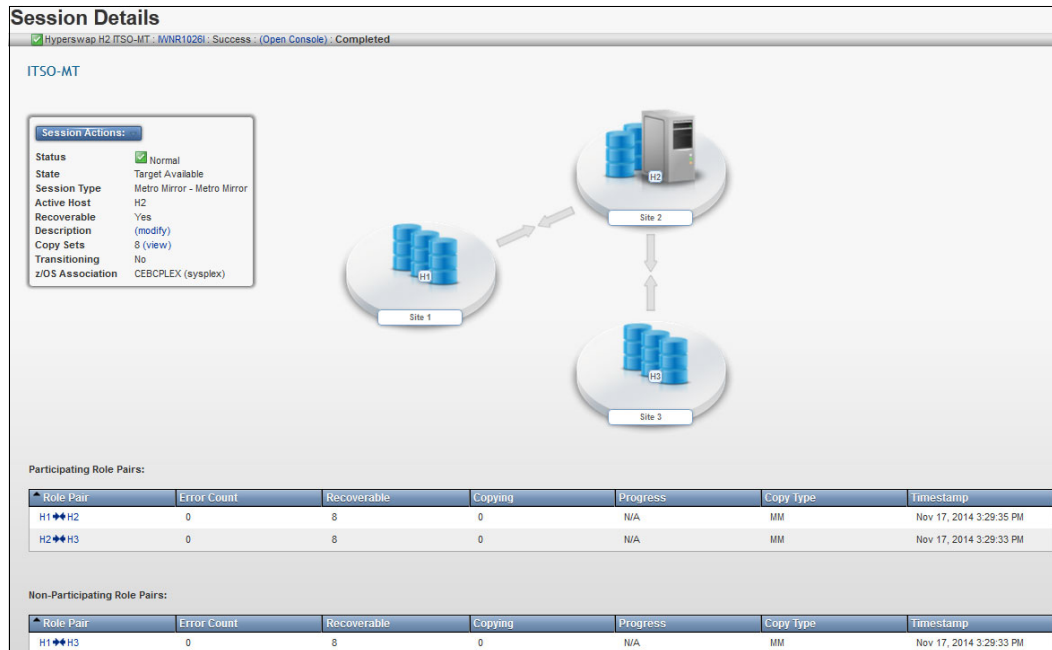 Session Details
Hyperswap H2 ITSO-MT : IWNR1026I : Success : (Open Console) : Completed
ITSO-MT
Session Actions:
Status Normal
State Target Available
Session Type Metro Mirror - Metro Mirror
Active Host H2
Recoverable Yes
Description (modify)
Copy Sets 8 (view)
Transitioning No
z/OS Association CEBCPLEX (sysplex)
H2
Site 2
H1
Site 1
H3
Site 3
Participating Role Pairs:
Role Pair Error Count Recoverable Copying Progress Copy Type Timestamp
H1 H2 0 8 0 N/A MM Nov 17, 2014 3:29:35 PM
H2 H3 0 8 0 N/A MM Nov 17, 2014 3:29:33 PM
Non-Participating Role Pairs:
Role Pair Error Count Recoverable Copying Progress Copy Type Timestamp
H1 H3 0 8 0 N/A MM Nov 17, 2014 3:29:33 PM